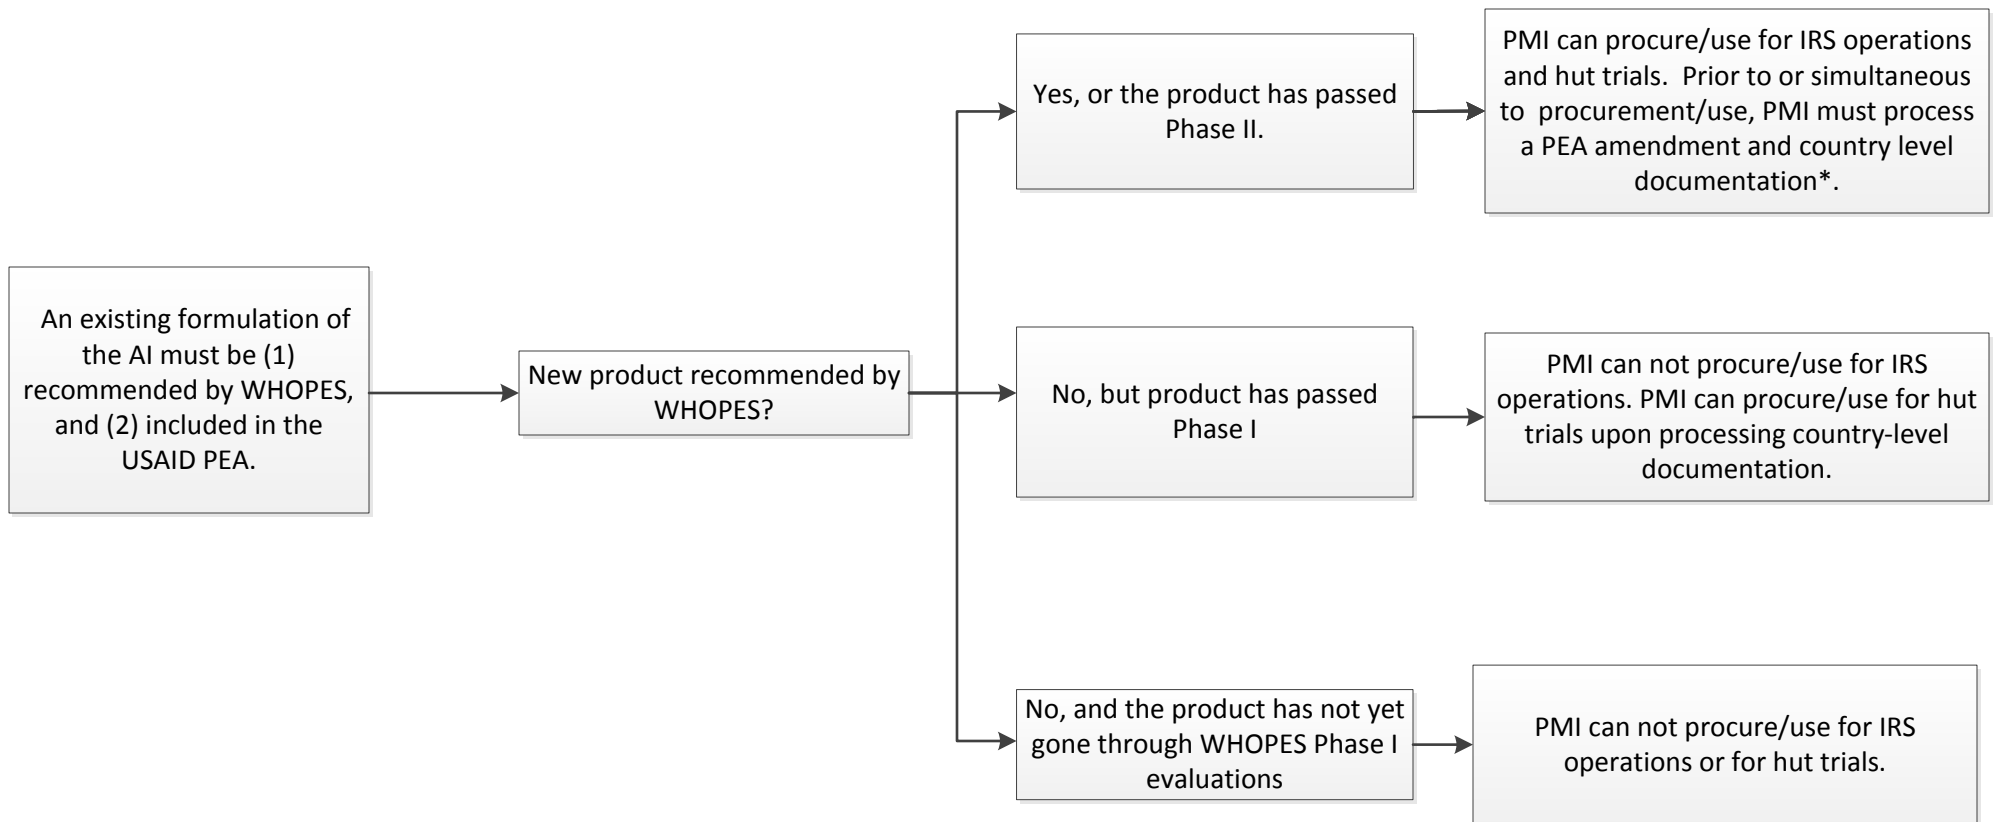 An existing formulation of
the AI must be (1)
recommended by WHOPES,
and (2) included in the
USAID PEA.
New product recommended by
WHOPES?
Yes, or the product has passed
Phase II.
PMI can procure/use for IRS operations
and hut trials.  Prior to or simultaneous
to  procurement/use, PMI must process
a PEA amendment and country level
documentation*.
No, but product has passed
Phase I
PMI can not procure/use for IRS
operations. PMI can procure/use for hut
trials upon processing country-level
documentation.
No, and the product has not yet
gone through WHOPES Phase I
evaluations
PMI can not procure/use for IRS
operations or for hut trials.